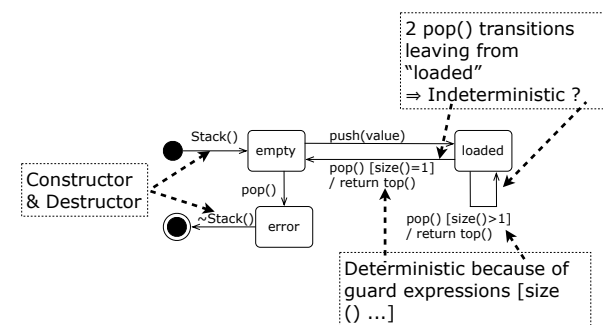 2 pop() transitions
leaving from
“loaded”
⇒ Indeterministic ?
Stack()
empty
push(value)
loaded
pop() [size()=1]
/ return top()
Constructor
& Destructor
pop()
~Stack()
error
pop() [size()>1]
/ return top()
Deterministic because of
guard expressions [size
() ...]